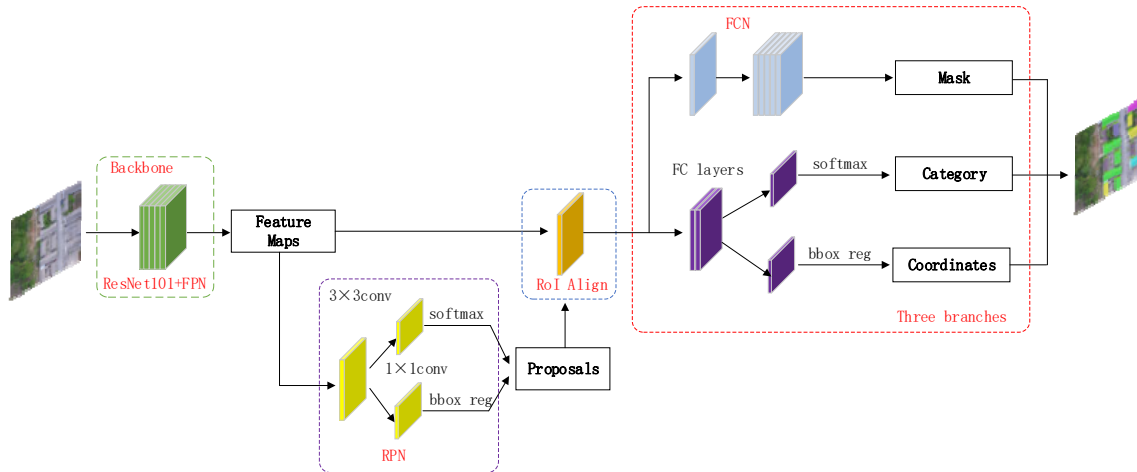 FCN
Mask
Backbone
FC layers
softmax
Category
Feature
Maps
bbox reg
Coordinates
ResNet101+FPN
RoI Align
3×3conv
softmax
Three branches
1×1conv
Proposals
bbox reg
RPN